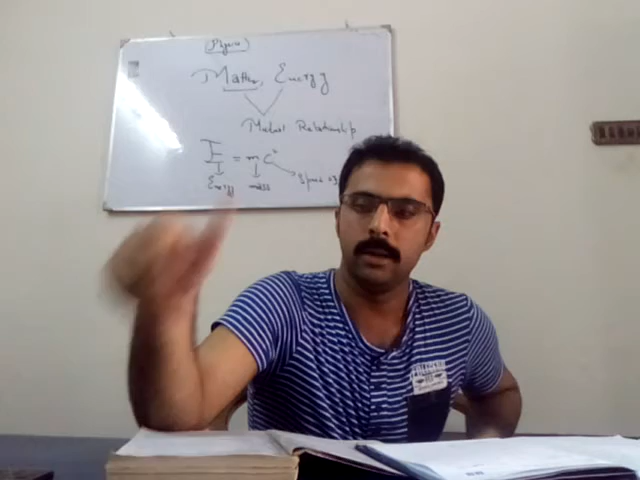 Physics
Matter, Energy
Mutual Relationship
E = mc²
Energy mass